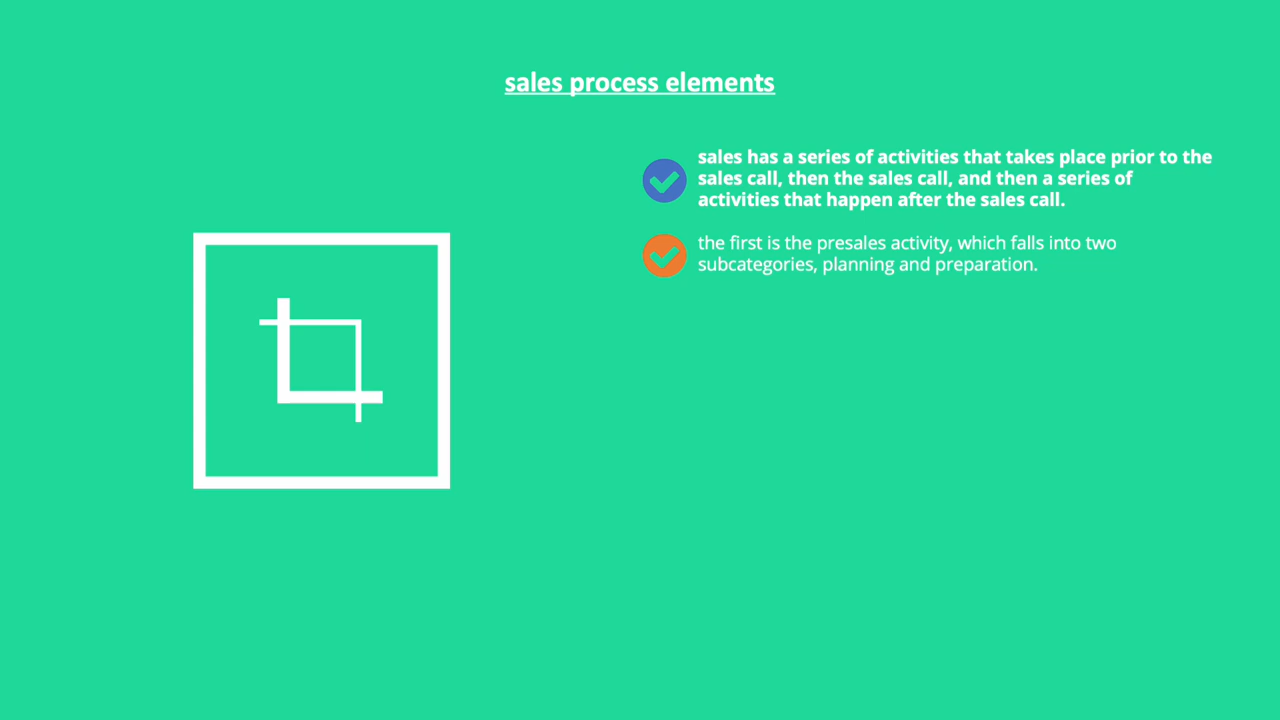 sales process elements
sales has a series of activities that takes place prior to the
sales call, then the sales call, and then a series of
activities that happen after the sales call.
the first is the presales activity, which falls into two
subcategories, planning and preparation.